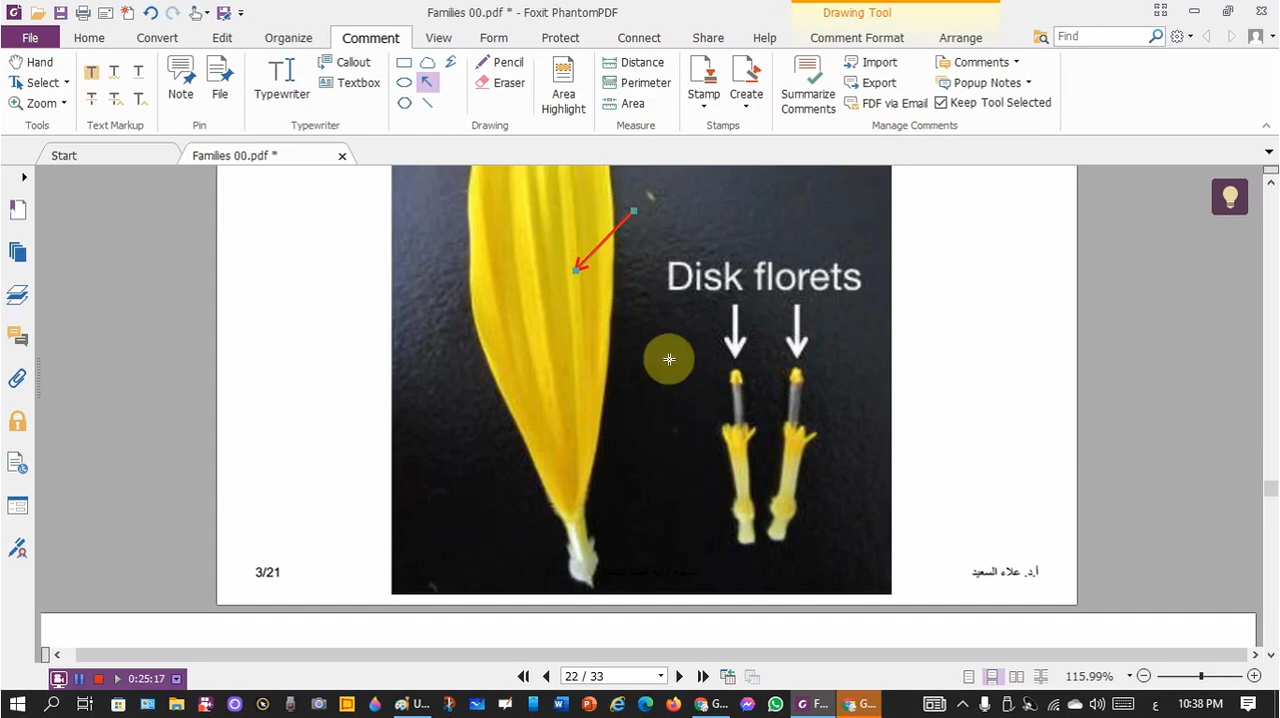 Families 00.pdf * - Foxit PhantomPDF
Drawing Tool
File
Home
Convert
Edit
Organize
Comment
View
Form
Protect
Connect
Share
Help
Comment Format
Arrange
Find
Hand
Select
Zoom
Tools
Text Markup
Note
File
Pin
Typewriter
Callout
Textbox
Typewriter
Pencil
Eraser
Drawing
Area
Highlight
Distance
Perimeter
Area
Measure
Stamp
Create
Stamps
Summarize
Comments
Import
Export
FDF via Email
Comments
Popup Notes
Keep Tool Selected
Manage Comments
Start
Families 00.pdf *
Disk florets
3/21
أ.د. علاء السعيد
0:25:17
22 / 33
115.99%
U...
G...
F...
G...
ع
10:38 PM